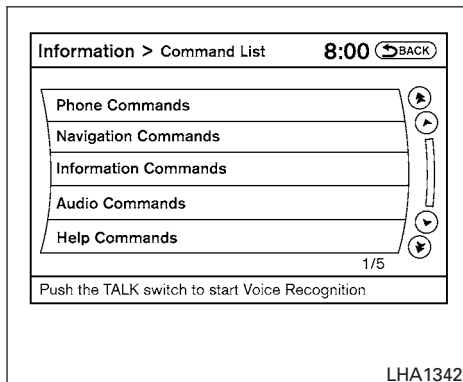 Information > Command List 8:00 BACK
Phone Commands
Navigation Commands
Information Commands
Audio Commands
Help Commands
1/5
Push the TALK switch to start Voice Recognition
LHA1342